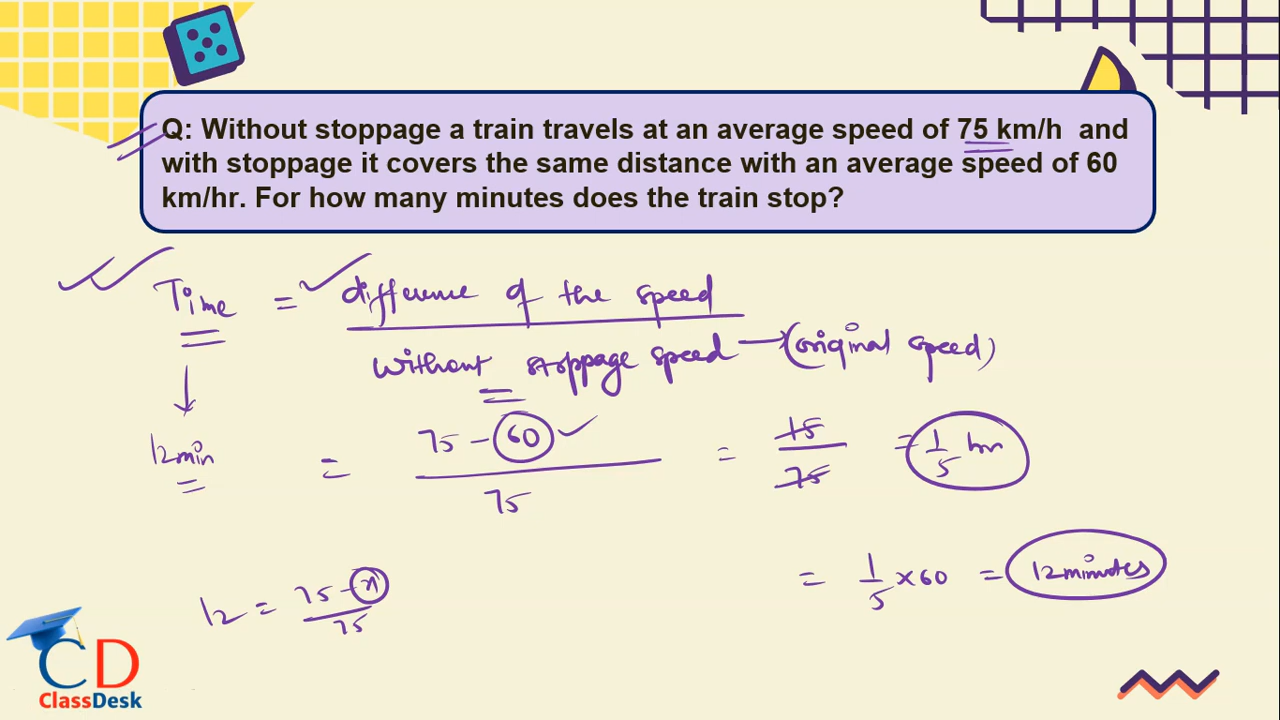 Q: Without stoppage a train travels at an average speed of 75 km/h and
with stoppage it covers the same distance with an average speed of 60
km/hr. For how many minutes does the train stop?
Time = difference of the speed
without stoppage speed → (original speed)
12min = 75 - 60 / 75 = 15 / 75 = 1/5 hr
= 1/5 × 60 = 12 minutes
12 = 75 - x / 75
CD
ClassDesk